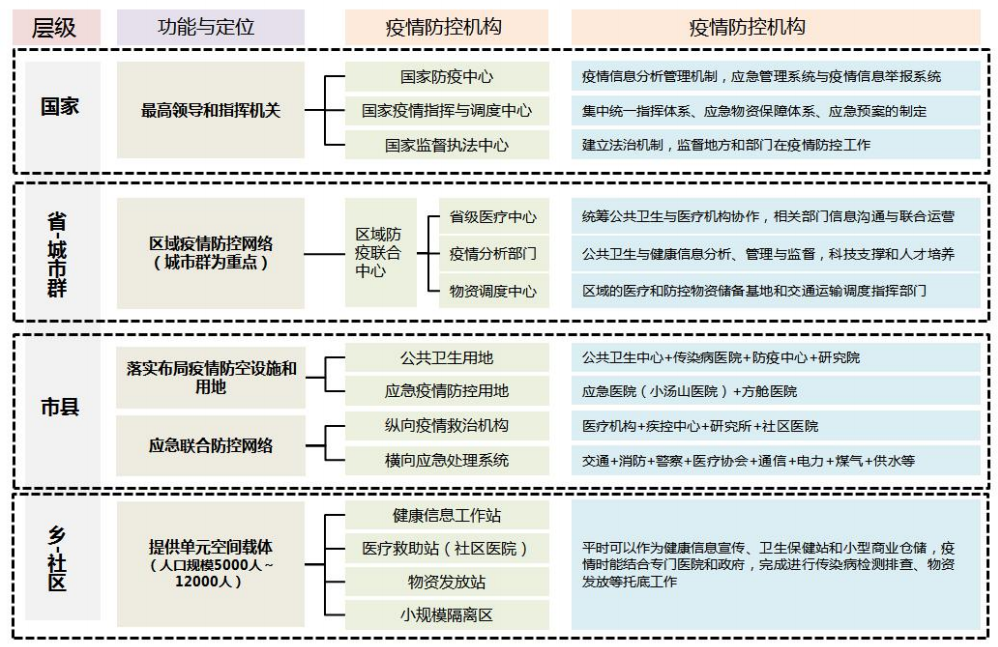 层级
功能与定位
疫情防控机构
疫情防控机构
国家
最高领导和指挥机关
国家防疫中心
疫情信息分析管理机制，应急管理系统与疫情信息举报系统
国家疫情指挥与调度中心
集中统一指挥体系、应急物资保障体系、应急预案的制定
国家监督执法中心
建立法治机制，监督地方和部门在疫情防控工作
省-城市群
区域疫情防控网络
（城市群为重点）
区域防
疫联合
中心
省级医疗中心
统筹公共卫生与医疗机构协作，相关部门信息沟通与联合运营
疫情分析部门
公共卫生与健康信息分析、管理与监督，科技支撑和人才培养
物资调度中心
区域的医疗和防控物资储备基地和交通运输调度指挥部门
市县
落实布局疫情防空设施和
用地
公共卫生用地
公共卫生中心+传染病医院+防疫中心+研究院
应急疫情防控用地
应急医院（小汤山医院）+方舱医院
应急联合防控网络
纵向疫情救治机构
医疗机构+疾控中心+研究所+社区医院
横向应急处理系统
交通+消防+警察+医疗协会+通信+电力+煤气+供水等
乡-社区
提供单元空间载体
（人口规模5000人～
12000人）
健康信息工作站
医疗救助站（社区医院）
物资发放站
小规模隔离区
平时可以作为健康信息宣传、卫生保健站和小型商业仓储，疫
情时能结合专门医院和政府，完成进行传染病检测排查、物资
发放等托底工作